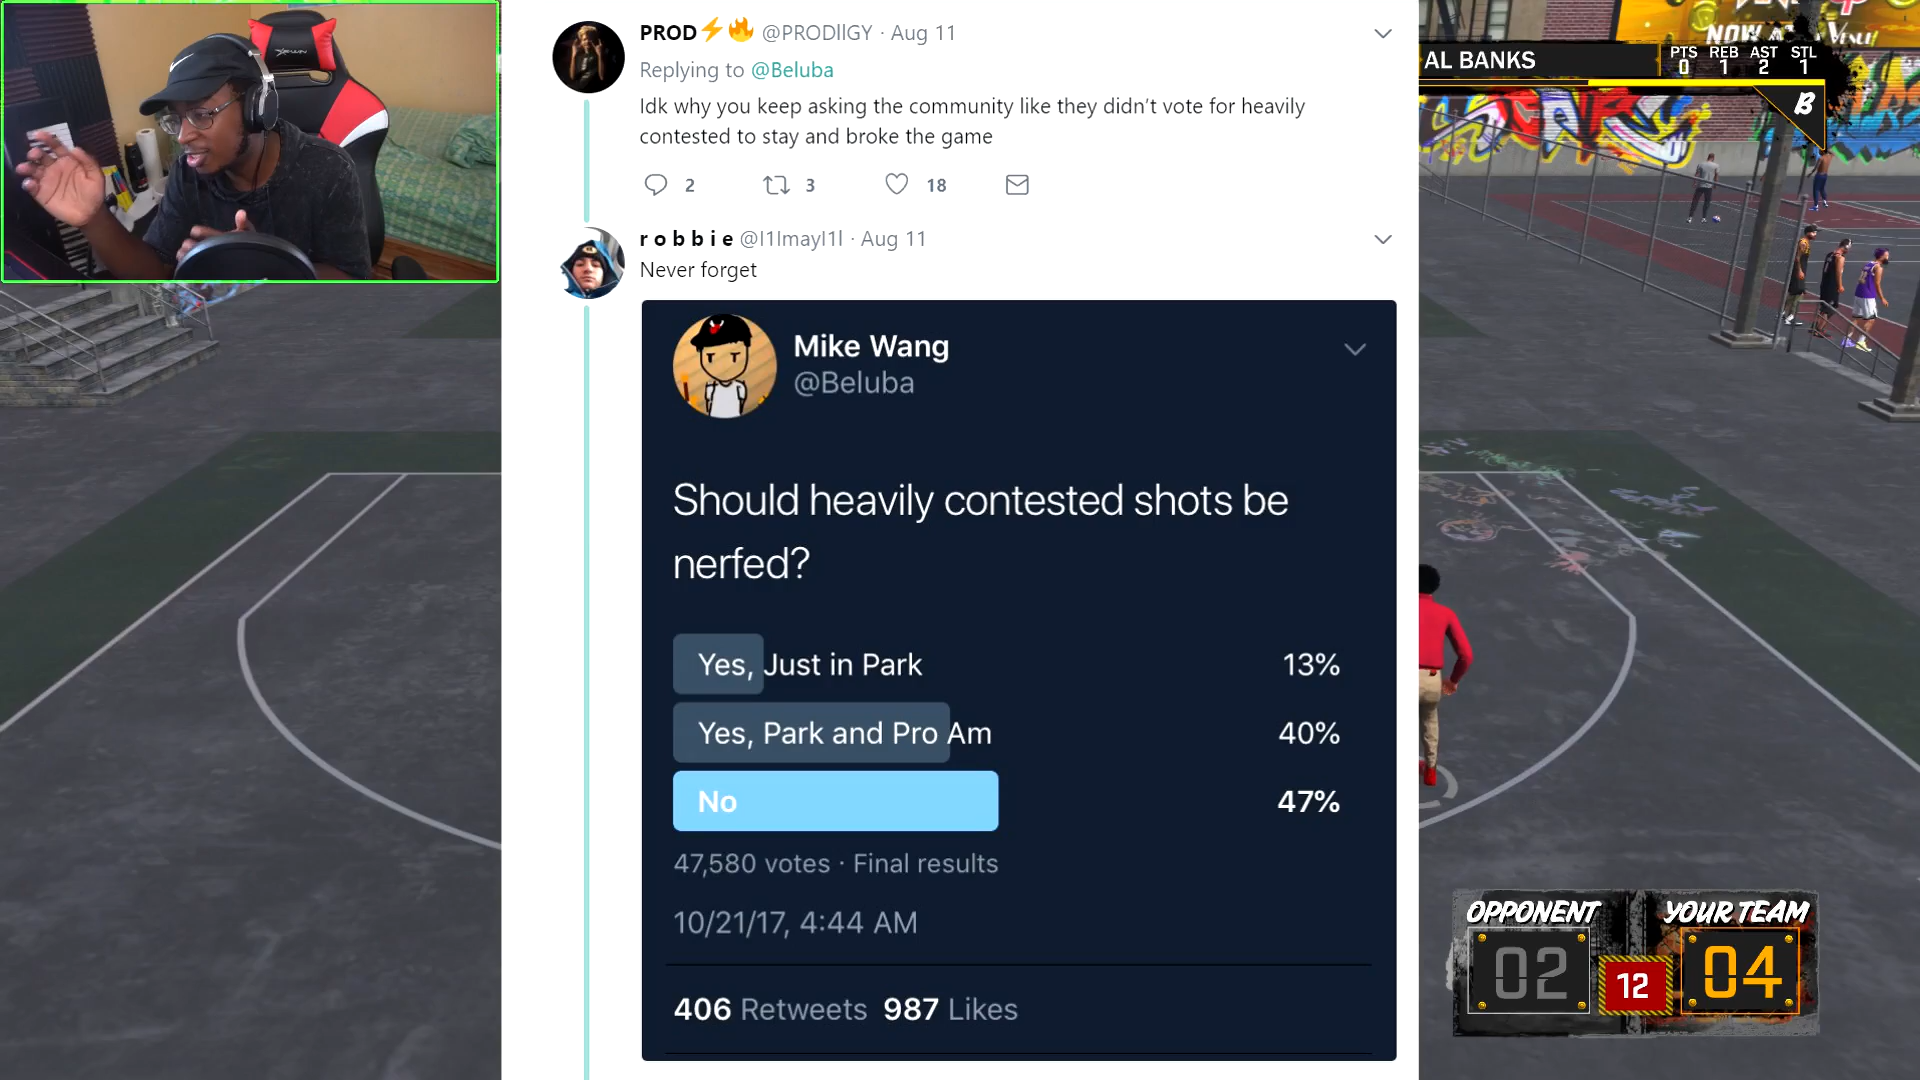 PROD⚡🔥 @PRODllGY · Aug 11
Replying to @Beluba
Idk why you keep asking the community like they didn't vote for heavily
contested to stay and broke the game
2 3 18
r o b b i e @l1lmayl1l · Aug 11
Never forget
Mike Wang
@Beluba
Should heavily contested shots be
nerfed?
Yes, Just in Park 13%
Yes, Park and Pro Am 40%
No 47%
47,580 votes · Final results
10/21/17, 4:44 AM
406 Retweets 987 Likes
NOW AT
AL BANKS
PTS REB AST STL
0 1 2 1
B
OPPONENT YOUR TEAM
02 12 04